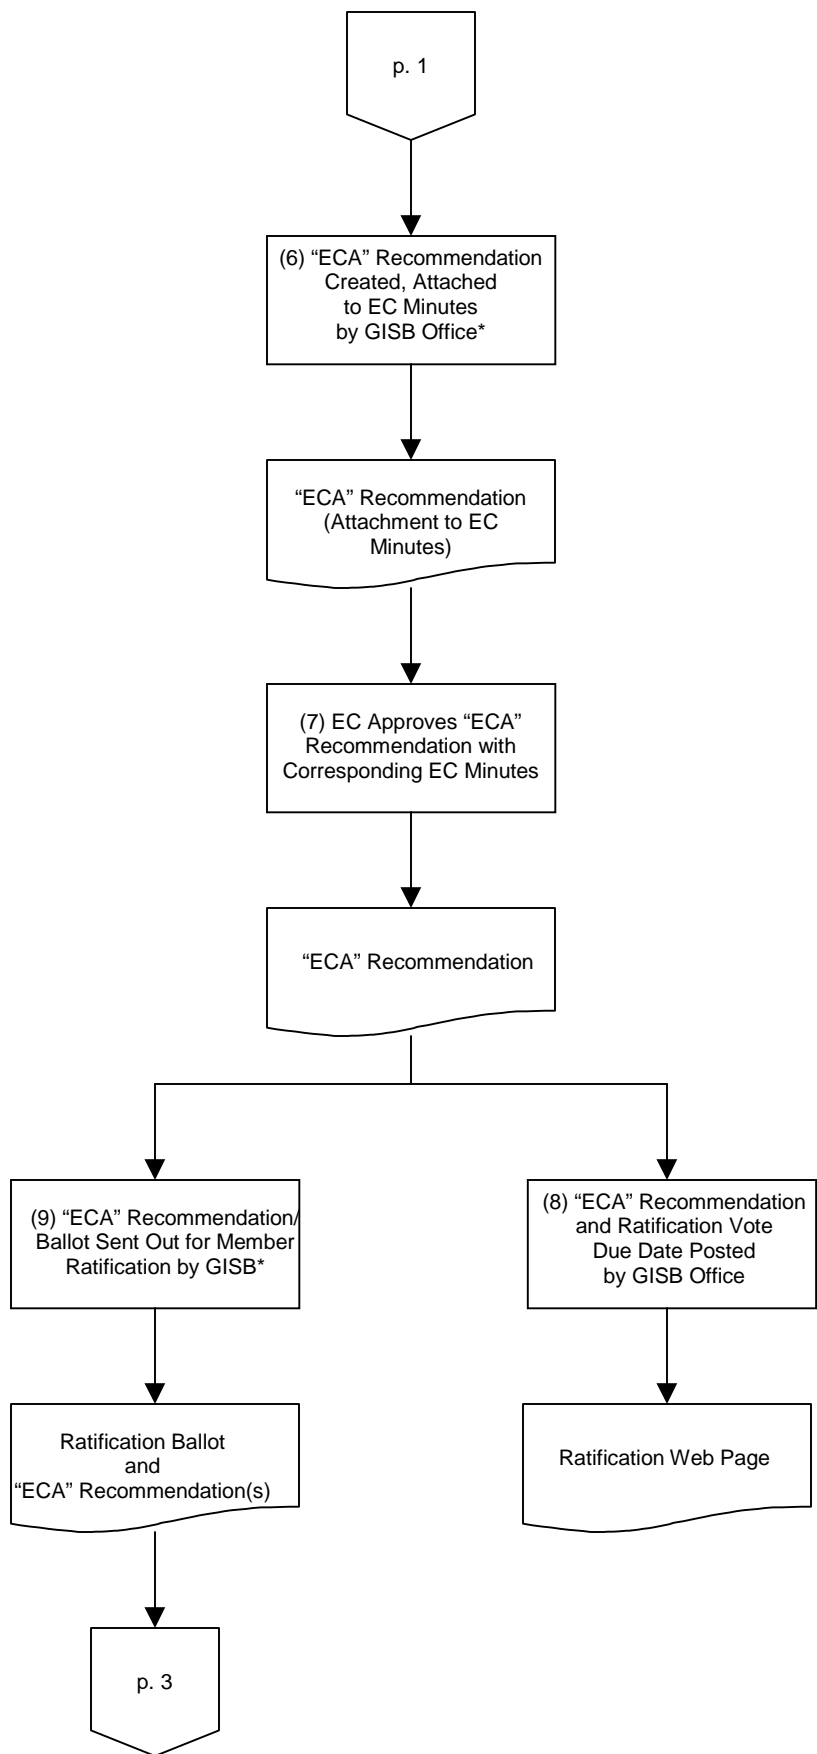 p. 1
(6) “ECA” Recommendation
Created, Attached
to EC Minutes
by GISB Office*
“ECA” Recommendation
(Attachment to EC
Minutes)
(7) EC Approves “ECA”
Recommendation with
Corresponding EC Minutes
“ECA” Recommendation
(9) “ECA” Recommendation/
Ballot Sent Out for Member
Ratification by GISB*
(8) “ECA” Recommendation
and Ratification Vote
Due Date Posted
by GISB Office
Ratification Ballot
and
“ECA” Recommendation(s)
Ratification Web Page
p. 3